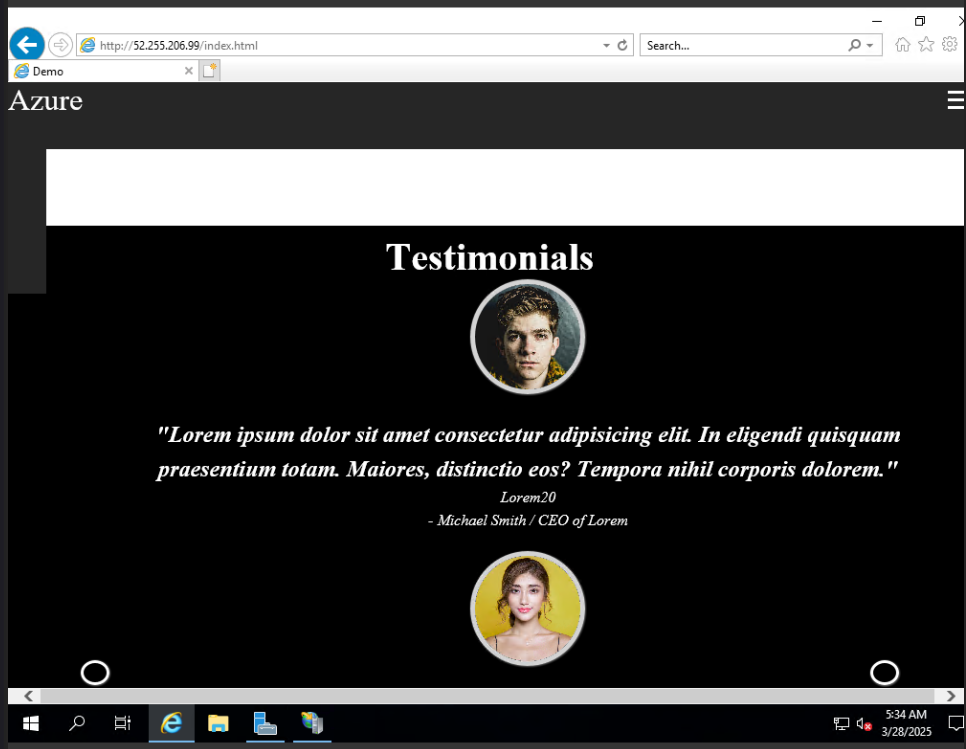 http://52.255.206.99/index.html
Search...
Demo
Azure
Testimonials
"Lorem ipsum dolor sit amet consectetur adipisicing elit. In eligendi quisquam
praesentium totam. Maiores, distinctio eos? Tempora nihil corporis dolorem."
Lorem20
- Michael Smith / CEO of Lorem
5:34 AM
3/28/2025